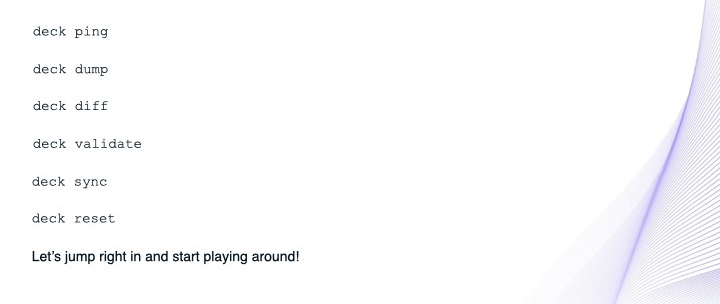 deck ping
deck dump
deck diff
deck validate
deck sync
deck reset
Let’s jump right in and start playing around!